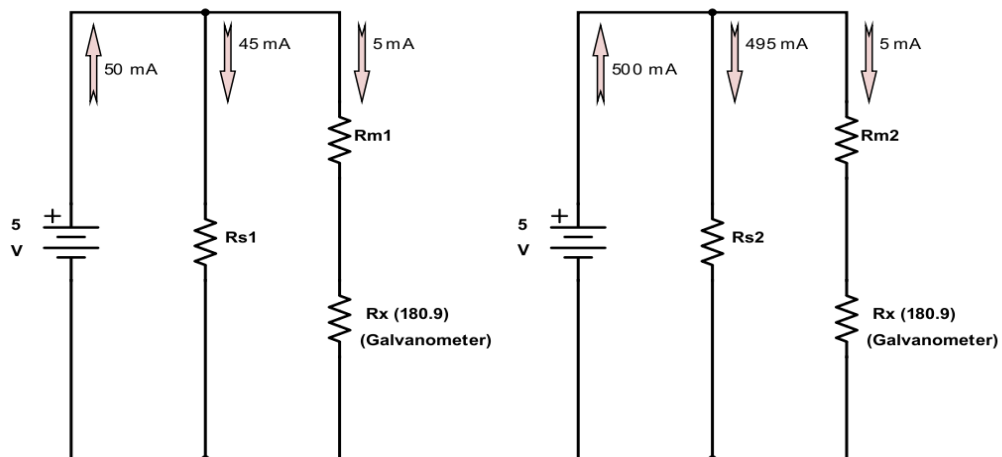 50 mA
45 mA
5 mA
Rm1
+
5
V
Rs1
Rx (180.9)
(Galvanometer)
500 mA
495 mA
5 mA
Rm2
+
5
V
Rs2
Rx (180.9)
(Galvanometer)